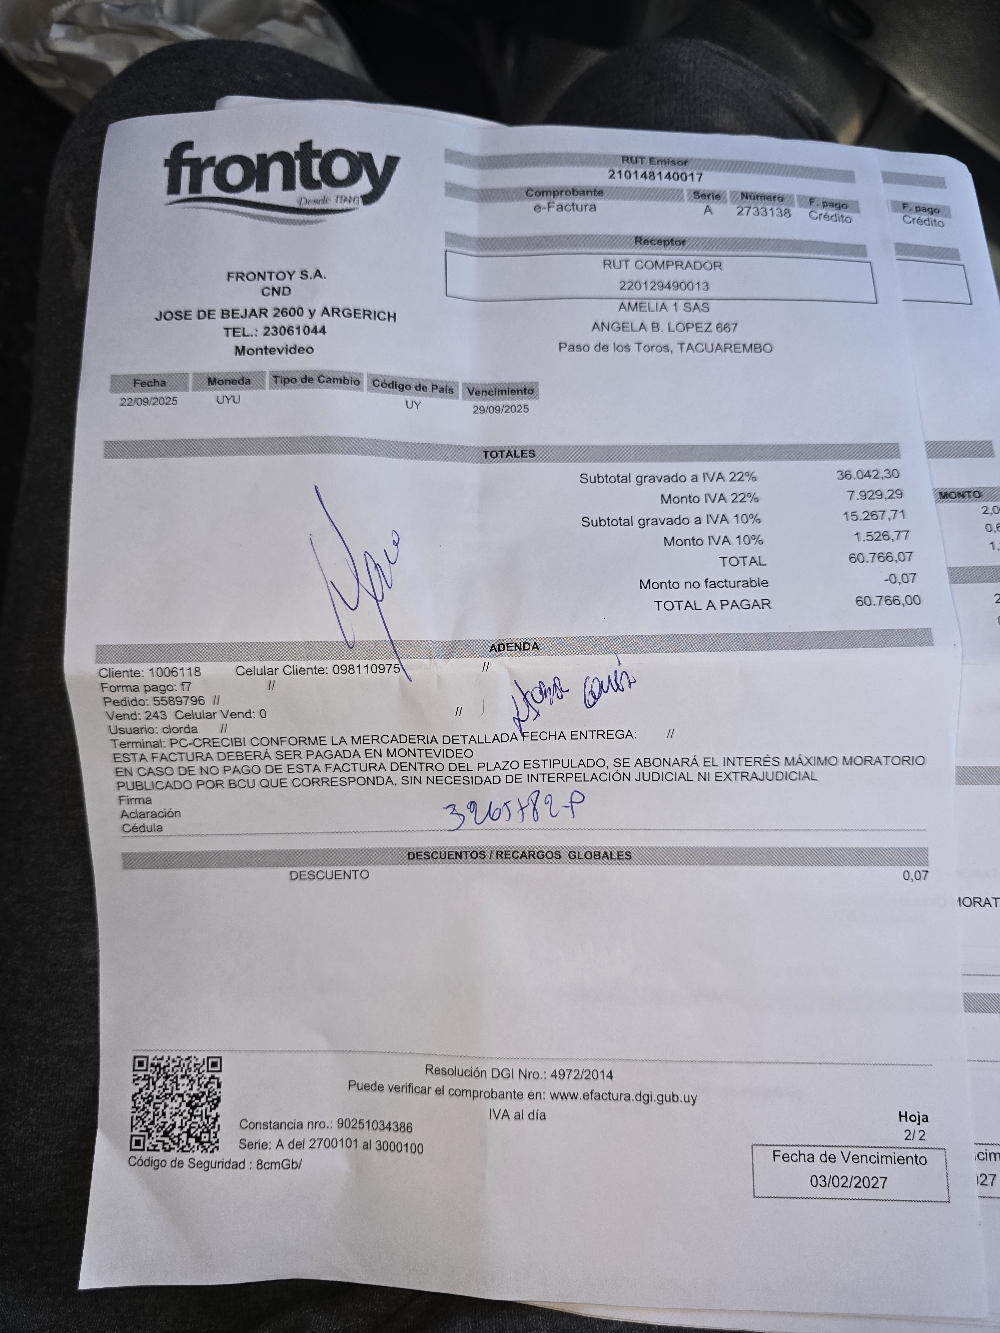 frontoy
Desde 1946
FRONTOY S.A.
CND
JOSE DE BEJAR 2600 y ARGERICH
TEL.: 23061044
Montevideo
RUT Emisor
210148140017
Comprobante Serie Número F. pago
e-Factura A 2733138 Crédito
F. pago
Crédito
Receptor
RUT COMPRADOR
220129490013
AMELIA 1 SAS
ANGELA B. LOPEZ 667
Paso de los Toros, TACUAREMBO
Fecha Moneda Tipo de Cambio Código de País Vencimiento
22/09/2025 UYU UY 29/09/2025
TOTALES
Subtotal gravado a IVA 22% 36.042,30
Monto IVA 22% 7.929,29
Subtotal gravado a IVA 10% 15.267,71
Monto IVA 10% 1.526,77
TOTAL 60.766,07
Monto no facturable -0,07
TOTAL A PAGAR 60.766,00
MONTO
ADENDA
Cliente: 1006118 Celular Cliente: 098110975 //
Forma pago: f7 //
Pedido: 5589796 //
Vend: 243 Celular Vend: 0 //
Usuario: clorda //
Terminal: PC-CRECIBI CONFORME LA MERCADERIA DETALLADA FECHA ENTREGA: //
ESTA FACTURA DEBERÁ SER PAGADA EN MONTEVIDEO
EN CASO DE NO PAGO DE ESTA FACTURA DENTRO DEL PLAZO ESTIPULADO, SE ABONARÁ EL INTERÉS MÁXIMO MORATORIO
PUBLICADO POR BCU QUE CORRESPONDA, SIN NECESIDAD DE INTERPELACIÓN JUDICIAL NI EXTRAJUDICIAL
Firma
Aclaración
Cédula
DESCUENTOS / RECARGOS GLOBALES
DESCUENTO 0,07
Resolución DGI Nro.: 4972/2014
Puede verificar el comprobante en: www.efactura.dgi.gub.uy
IVA al día
Constancia nro.: 90251034386
Serie: A del 2700101 al 3000100
Código de Seguridad : 8cmGb/
Hoja
2/ 2
Fecha de Vencimiento
03/02/2027